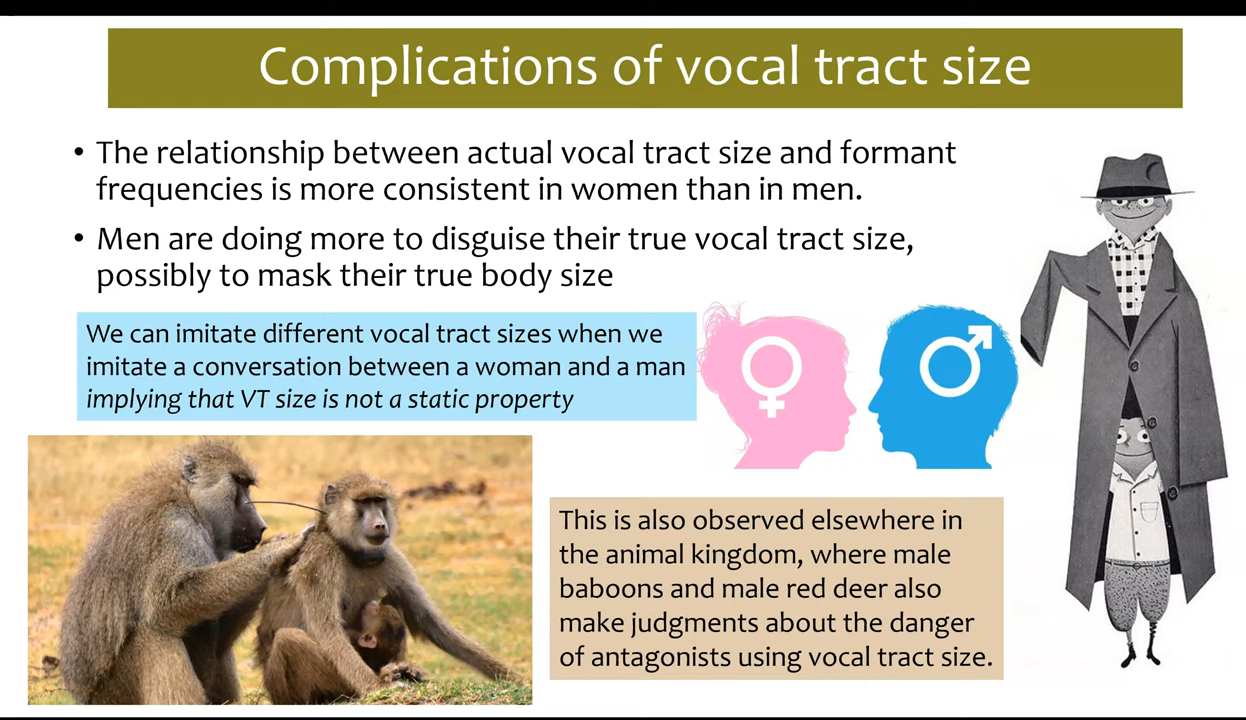 Complications of vocal tract size
• The relationship between actual vocal tract size and formant
frequencies is more consistent in women than in men.
• Men are doing more to disguise their true vocal tract size,
possibly to mask their true body size
We can imitate different vocal tract sizes when we
imitate a conversation between a woman and a man
implying that VT size is not a static property
This is also observed elsewhere in
the animal kingdom, where male
baboons and male red deer also
make judgments about the danger
of antagonists using vocal tract size.